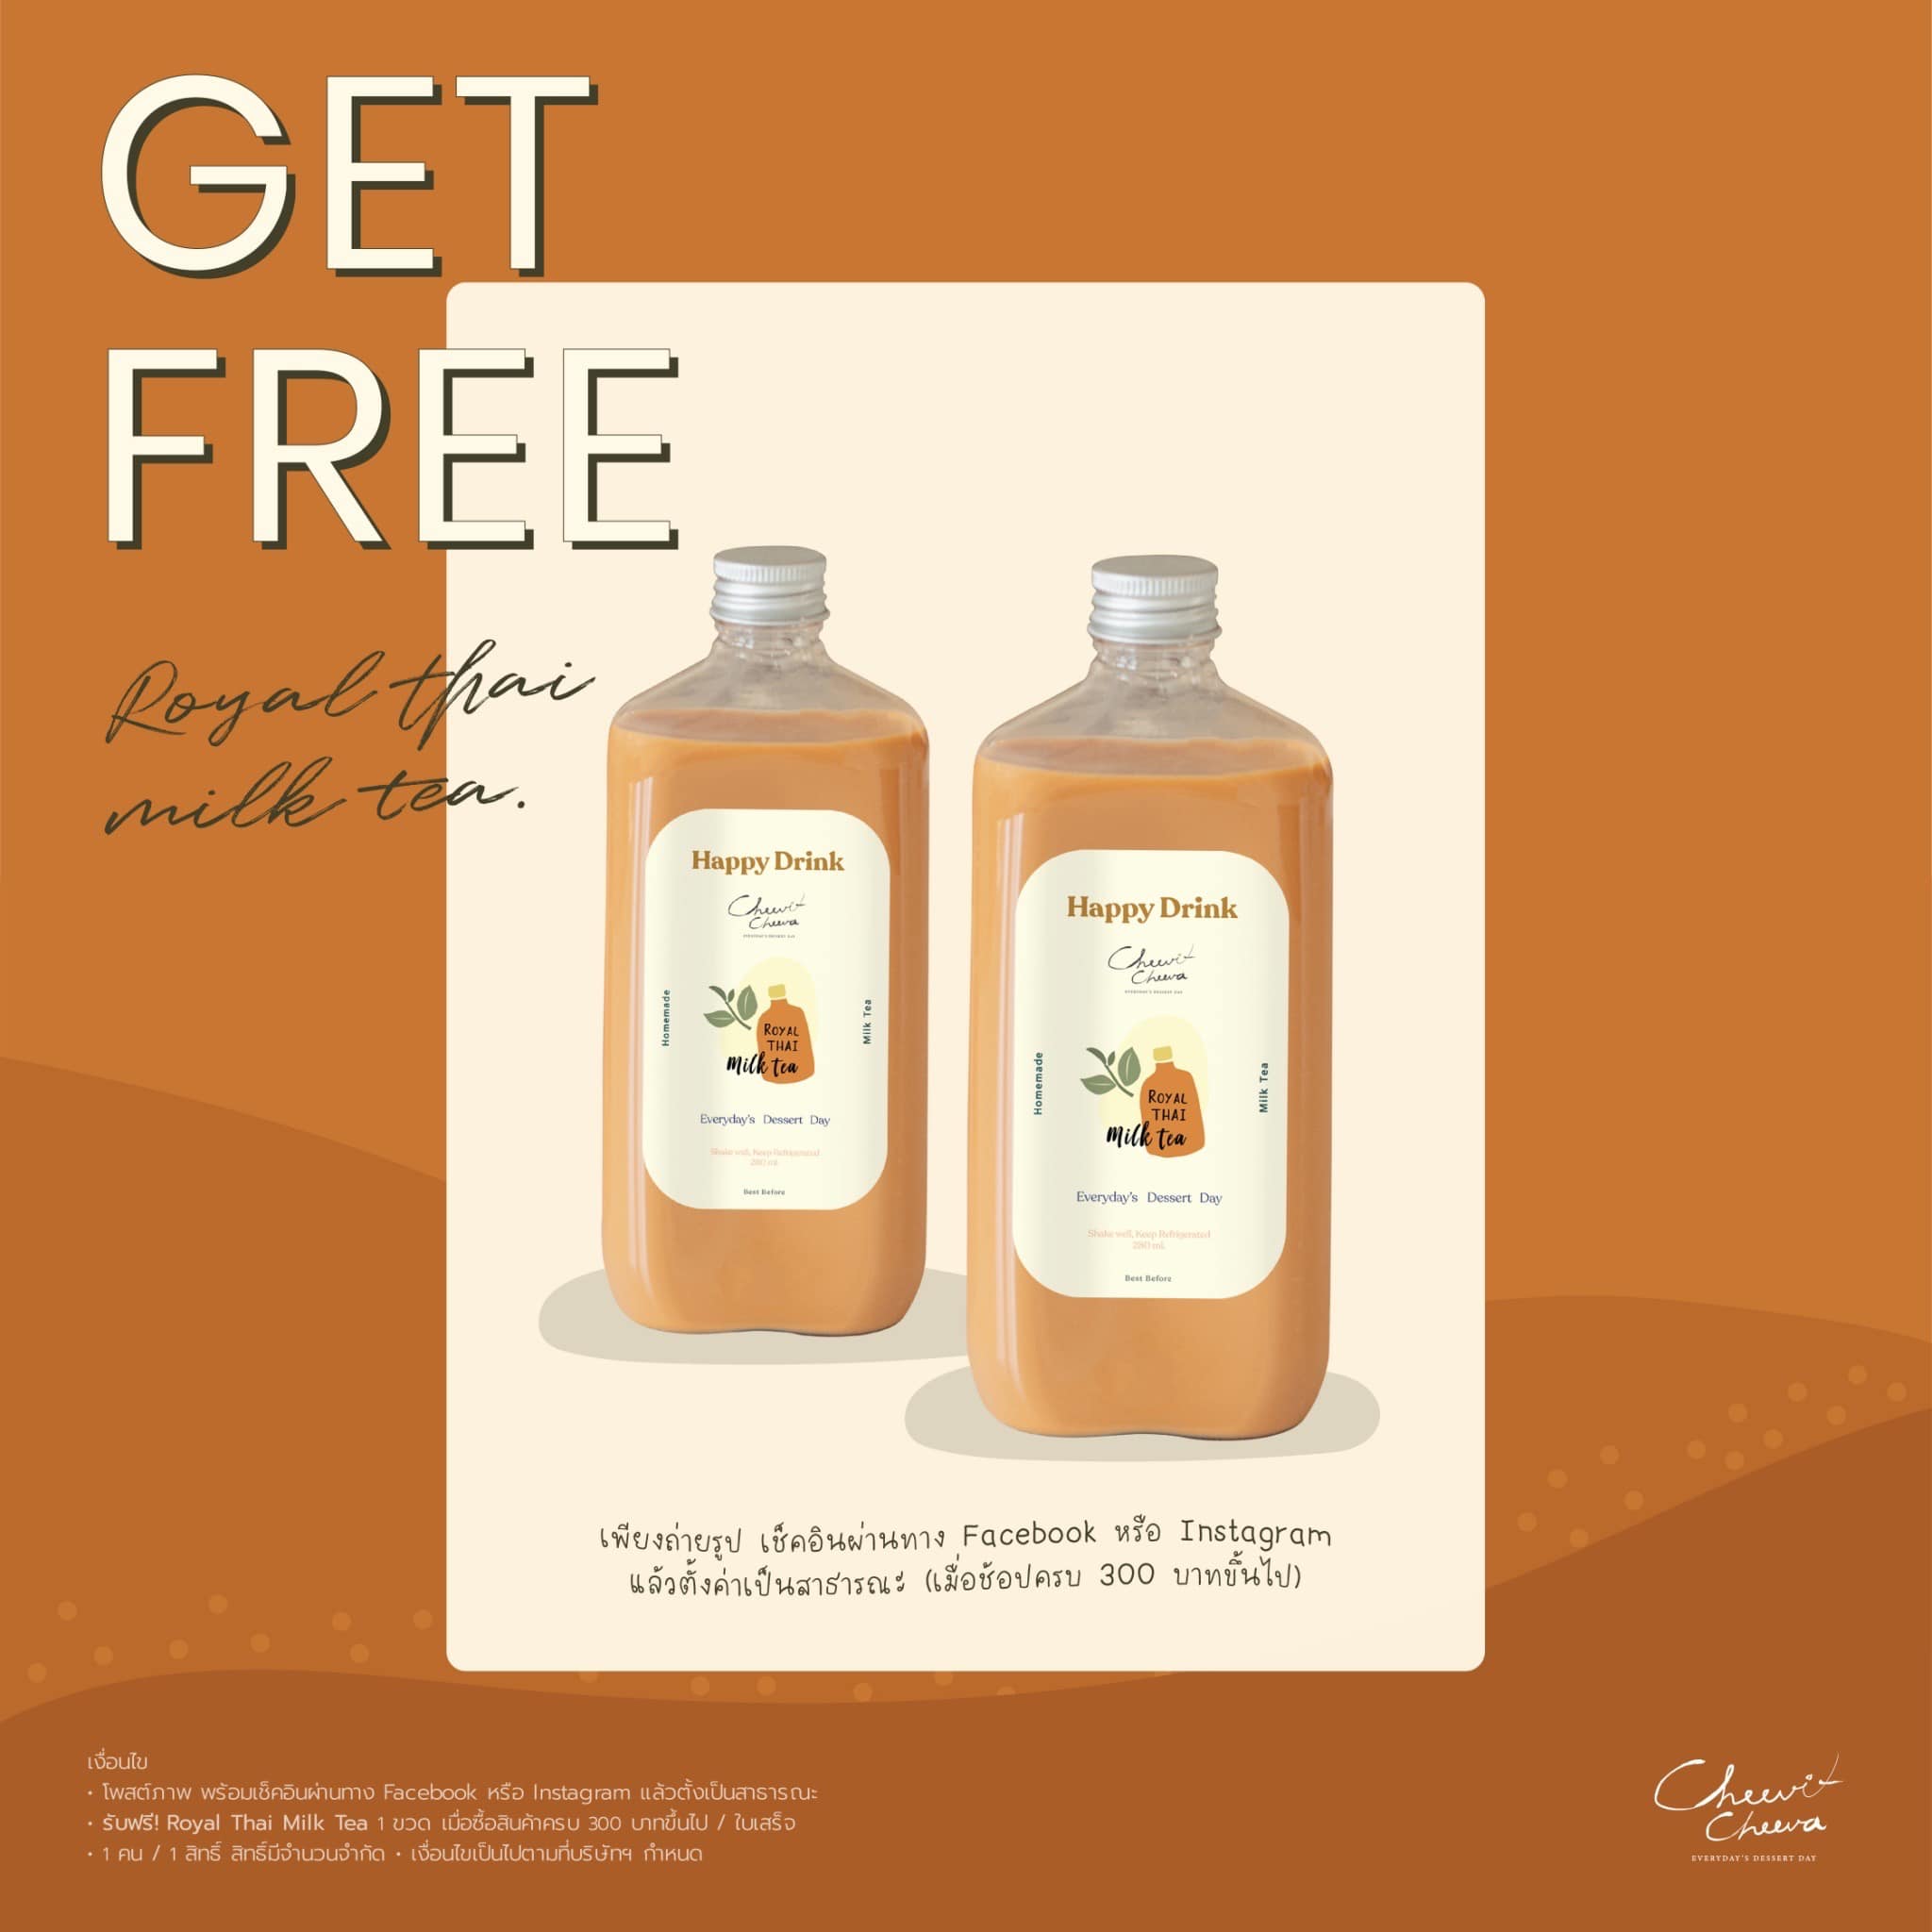 GET
FREE
Royal thai
milk tea.
Happy Drink
Cheevit
Cheeva
EVERYDAY'S DESSERT DAY
Homemade
Milk Tea
ROYAL
THAI
Milk tea
Everyday's Dessert Day
Shake well, Keep Refrigerated
280 ml.
Best Before
Happy Drink
Cheevit
Cheeva
EVERYDAY'S DESSERT DAY
Homemade
Milk Tea
ROYAL
THAI
Milk tea
Everyday's Dessert Day
Shake well, Keep Refrigerated
280 ml.
Best Before
เพียงถ่ายรูป เช็คอินผ่านทาง Facebook หรือ Instagram
แล้วตั้งค่าเป็นสาธารณะ (เมื่อช้อปครบ 300 บาทขึ้นไป)
เงื่อนไข
• โพสต์ภาพ พร้อมเช็คอินผ่านทาง Facebook หรือ Instagram แล้วตั้งเป็นสาธารณะ
• รับฟรี! Royal Thai Milk Tea 1 ขวด เมื่อซื้อสินค้าครบ 300 บาทขึ้นไป / ใบเสร็จ
• 1 คน / 1 สิทธิ์ สิทธิ์มีจำนวนจำกัด • เงื่อนไขเป็นไปตามที่บริษัทฯ กำหนด
Cheevit
Cheeva
EVERYDAY'S DESSERT DAY